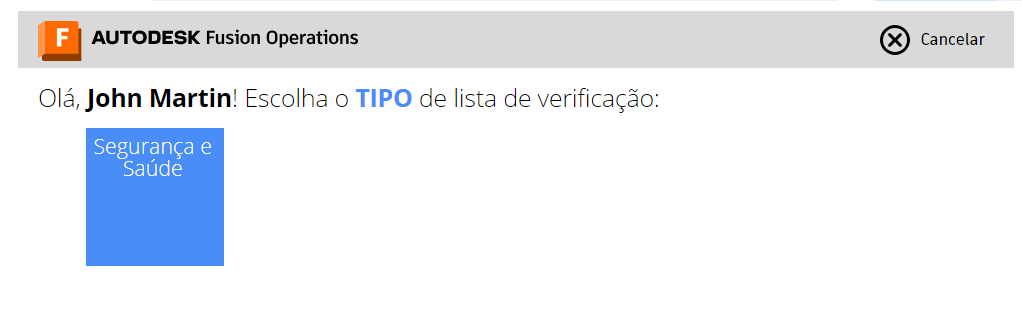 F AUTODESK Fusion Operations
Cancelar
Olá, John Martin! Escolha o TIPO de lista de verificação:
Segurança e
Saúde